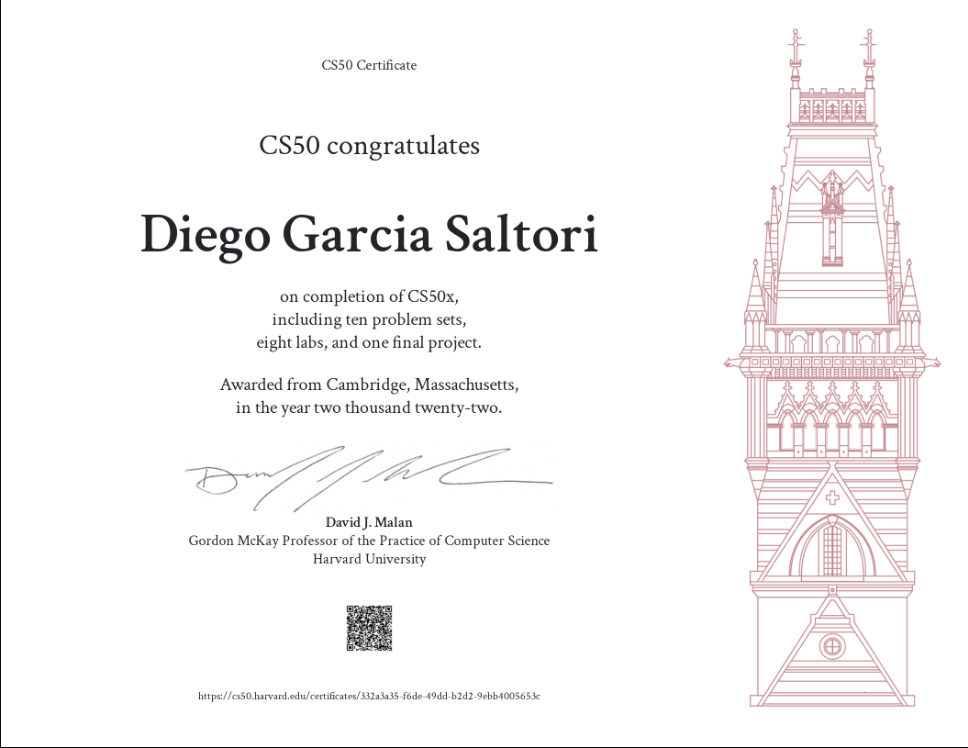 CS50 Certificate
CS50 congratulates
Diego Garcia Saltori
on completion of CS50x,
including ten problem sets,
eight labs, and one final project.
Awarded from Cambridge, Massachusetts,
in the year two thousand twenty-two.
David J. Malan
Gordon McKay Professor of the Practice of Computer Science
Harvard University
https://cs50.harvard.edu/certificates/332a3a35-f6de-49dd-b2d2-9ebb4005653c